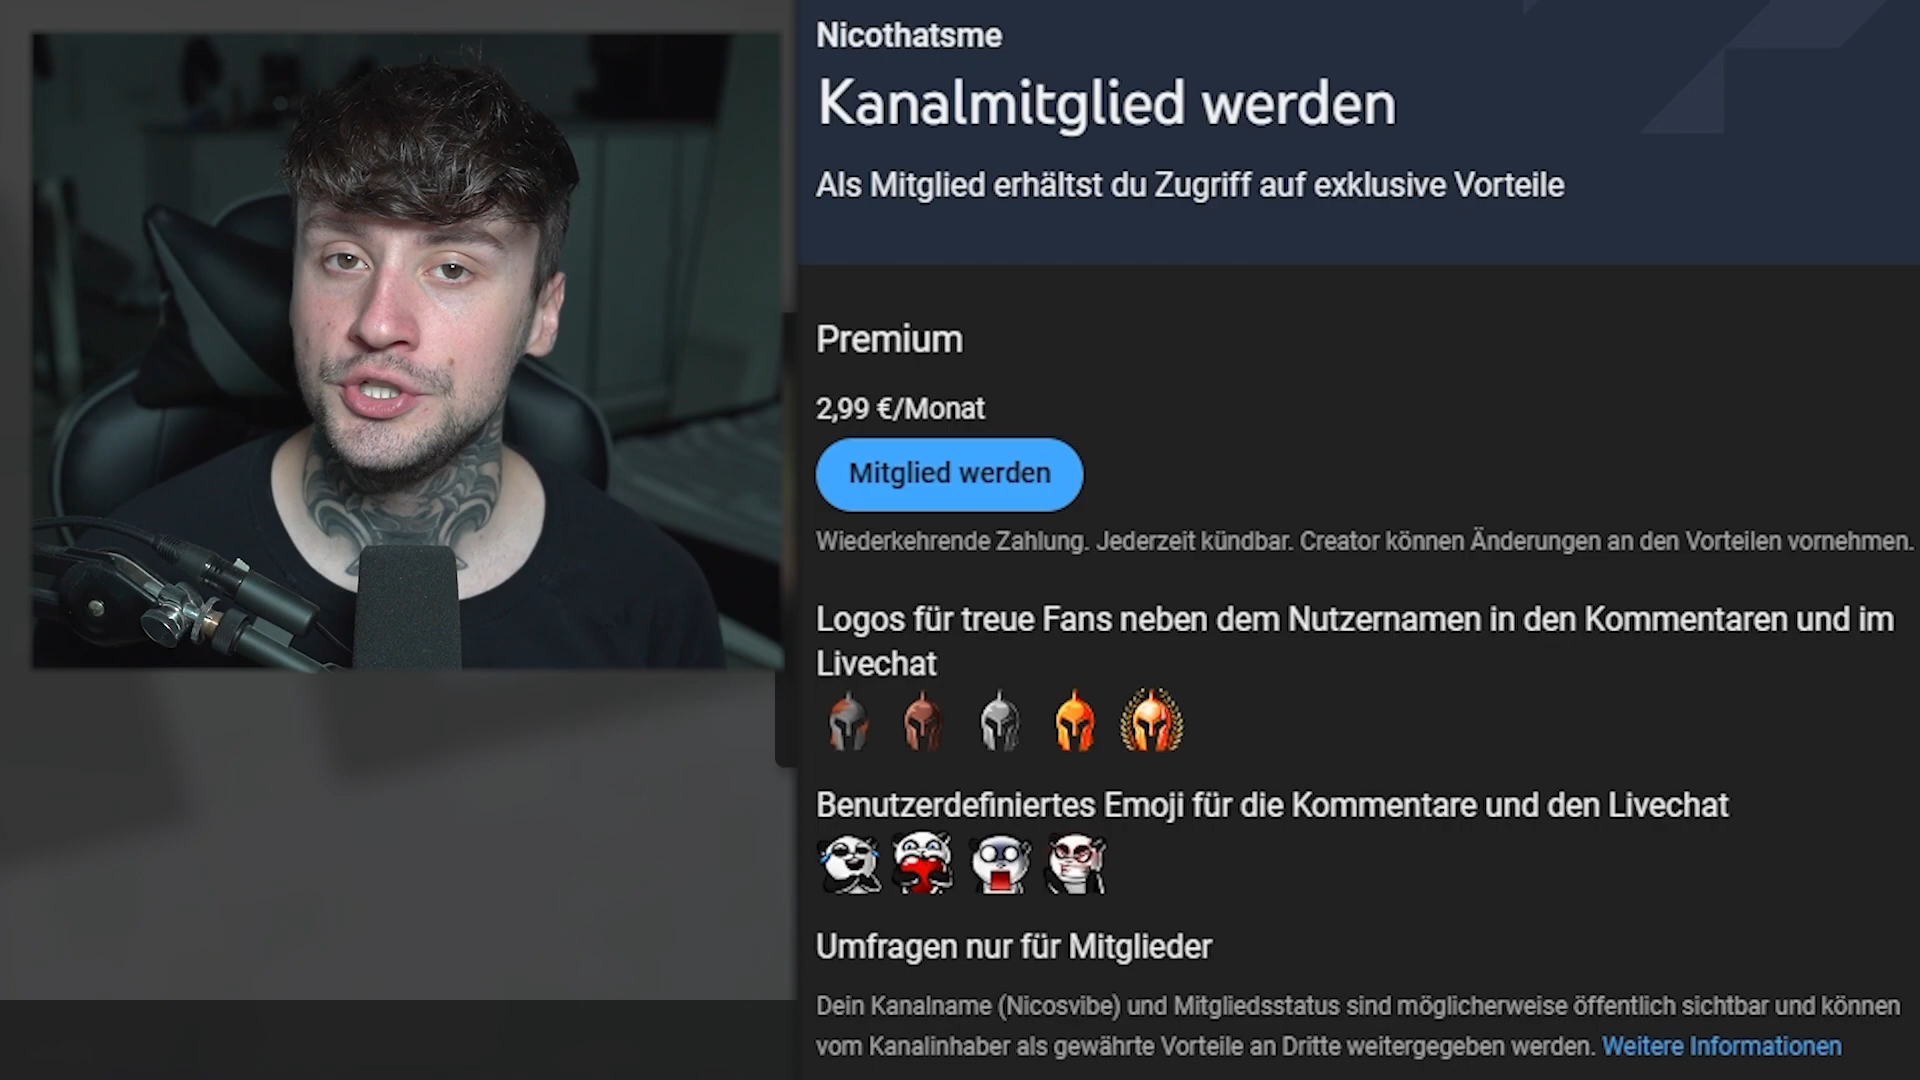 Nicothatsme
Kanalmitglied werden
Als Mitglied erhältst du Zugriff auf exklusive Vorteile
Premium
2,99 €/Monat
Mitglied werden
Wiederkehrende Zahlung. Jederzeit kündbar. Creator können Änderungen an den Vorteilen vornehmen.
Logos für treue Fans neben dem Nutzernamen in den Kommentaren und im
Livechat
Benutzerdefiniertes Emoji für die Kommentare und den Livechat
Umfragen nur für Mitglieder
Dein Kanalname (Nicosvibe) und Mitgliedsstatus sind möglicherweise öffentlich sichtbar und können
vom Kanalinhaber als gewährte Vorteile an Dritte weitergegeben werden. Weitere Informationen